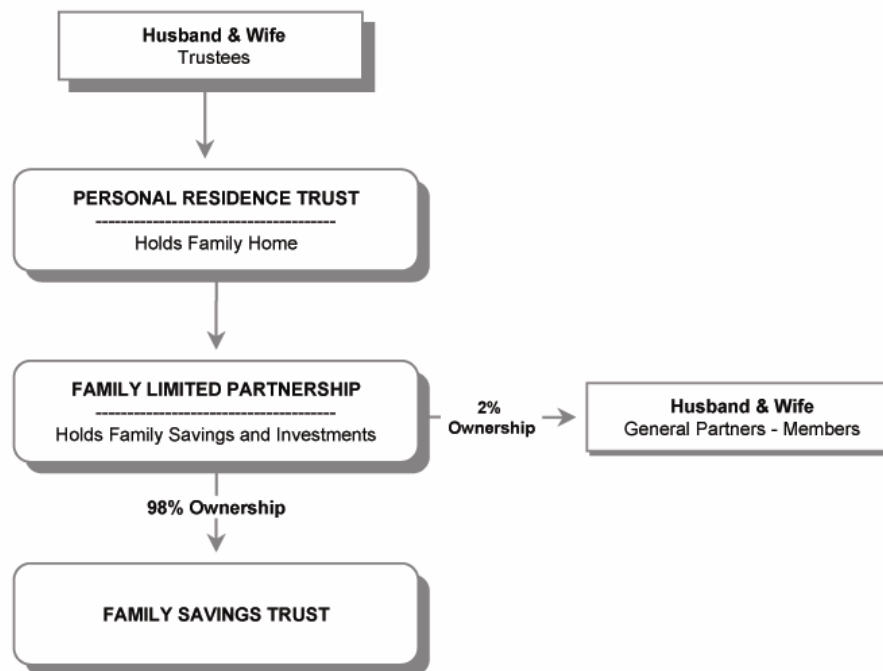 Husband & Wife
Trustees
PERSONAL RESIDENCE TRUST
--------------------------------------
Holds Family Home
FAMILY LIMITED PARTNERSHIP
--------------------------------------
Holds Family Savings and Investments
2%
Ownership
Husband & Wife
General Partners - Members
98% Ownership
FAMILY SAVINGS TRUST